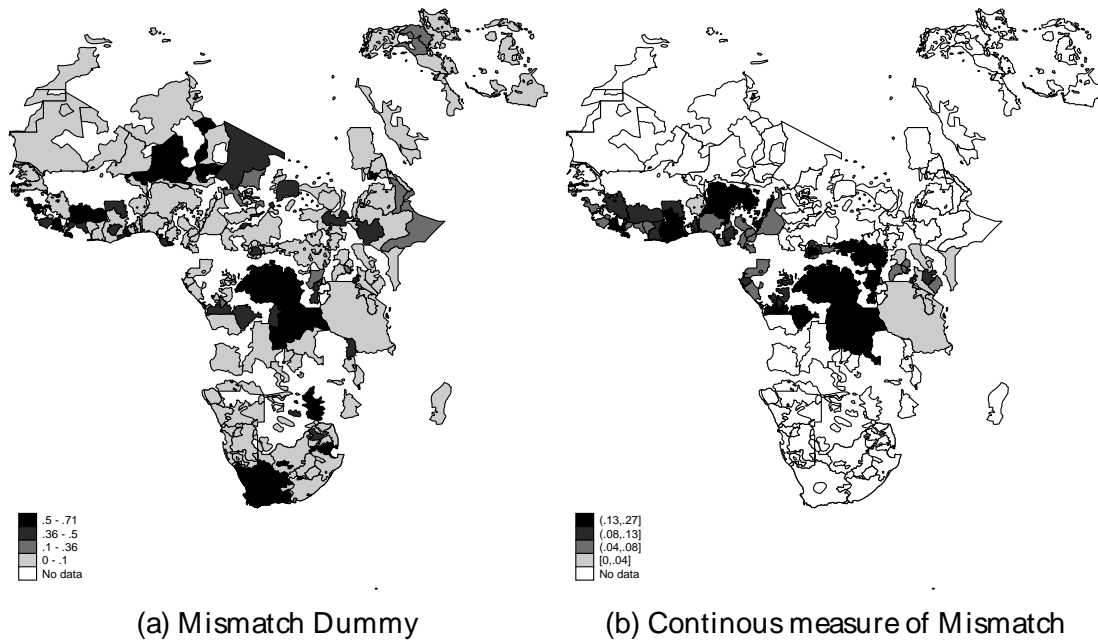 .5 - .71
.36 - .5
.1 - .36
0 - .1
No data
(.13,.27]
(.08,.13]
(.04,.08]
[0,.04]
No data
(a) Mismatch Dummy
(b) Continous measure of Mismatch